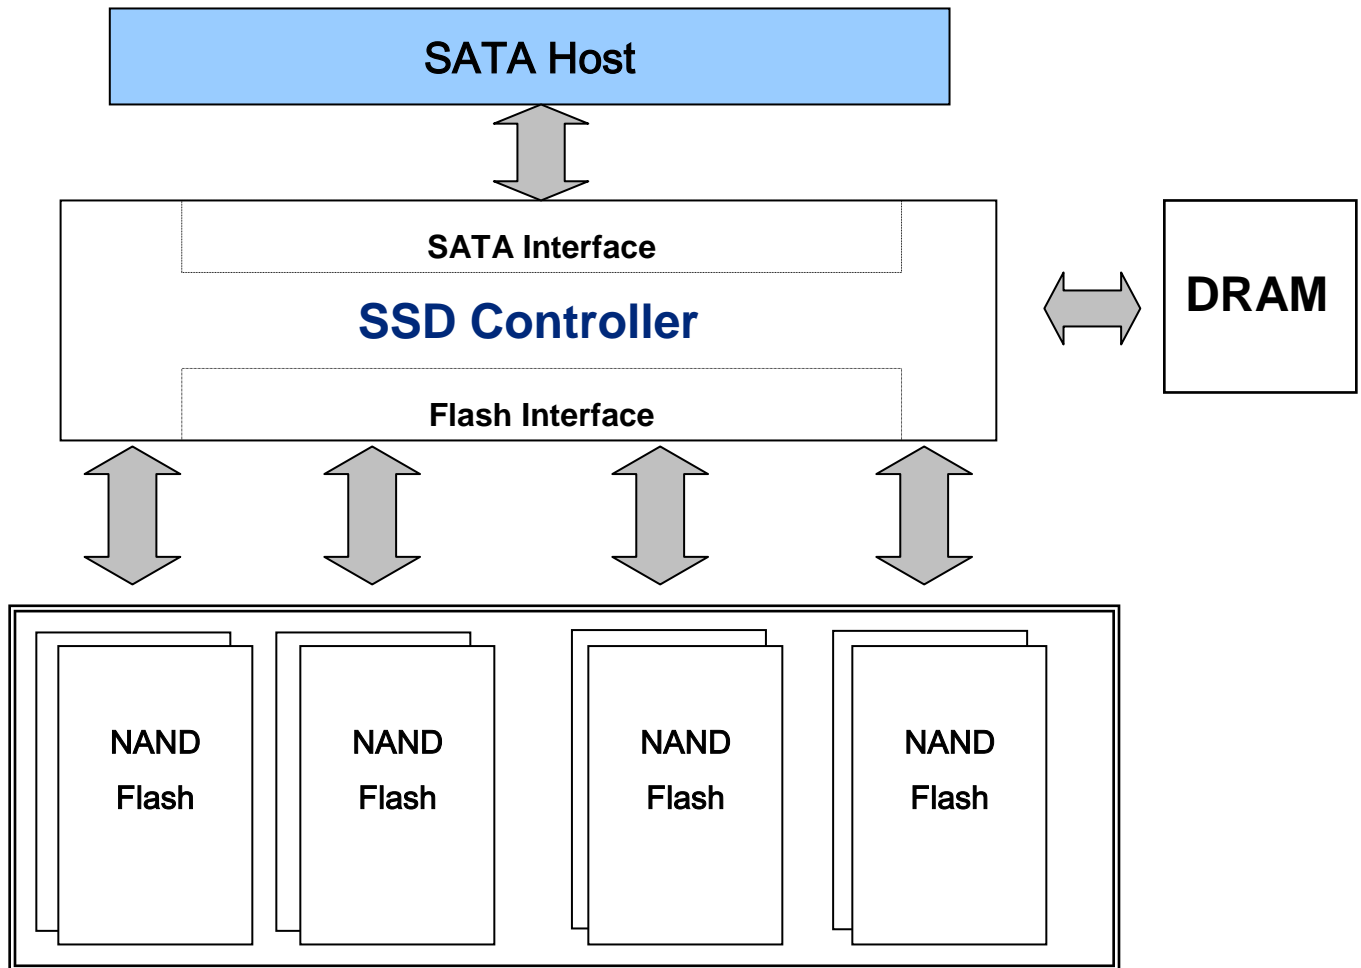 SATA Host
SATA Interface
SSD Controller
DRAM
Flash Interface
NAND
Flash
NAND
Flash
NAND
Flash
NAND
Flash